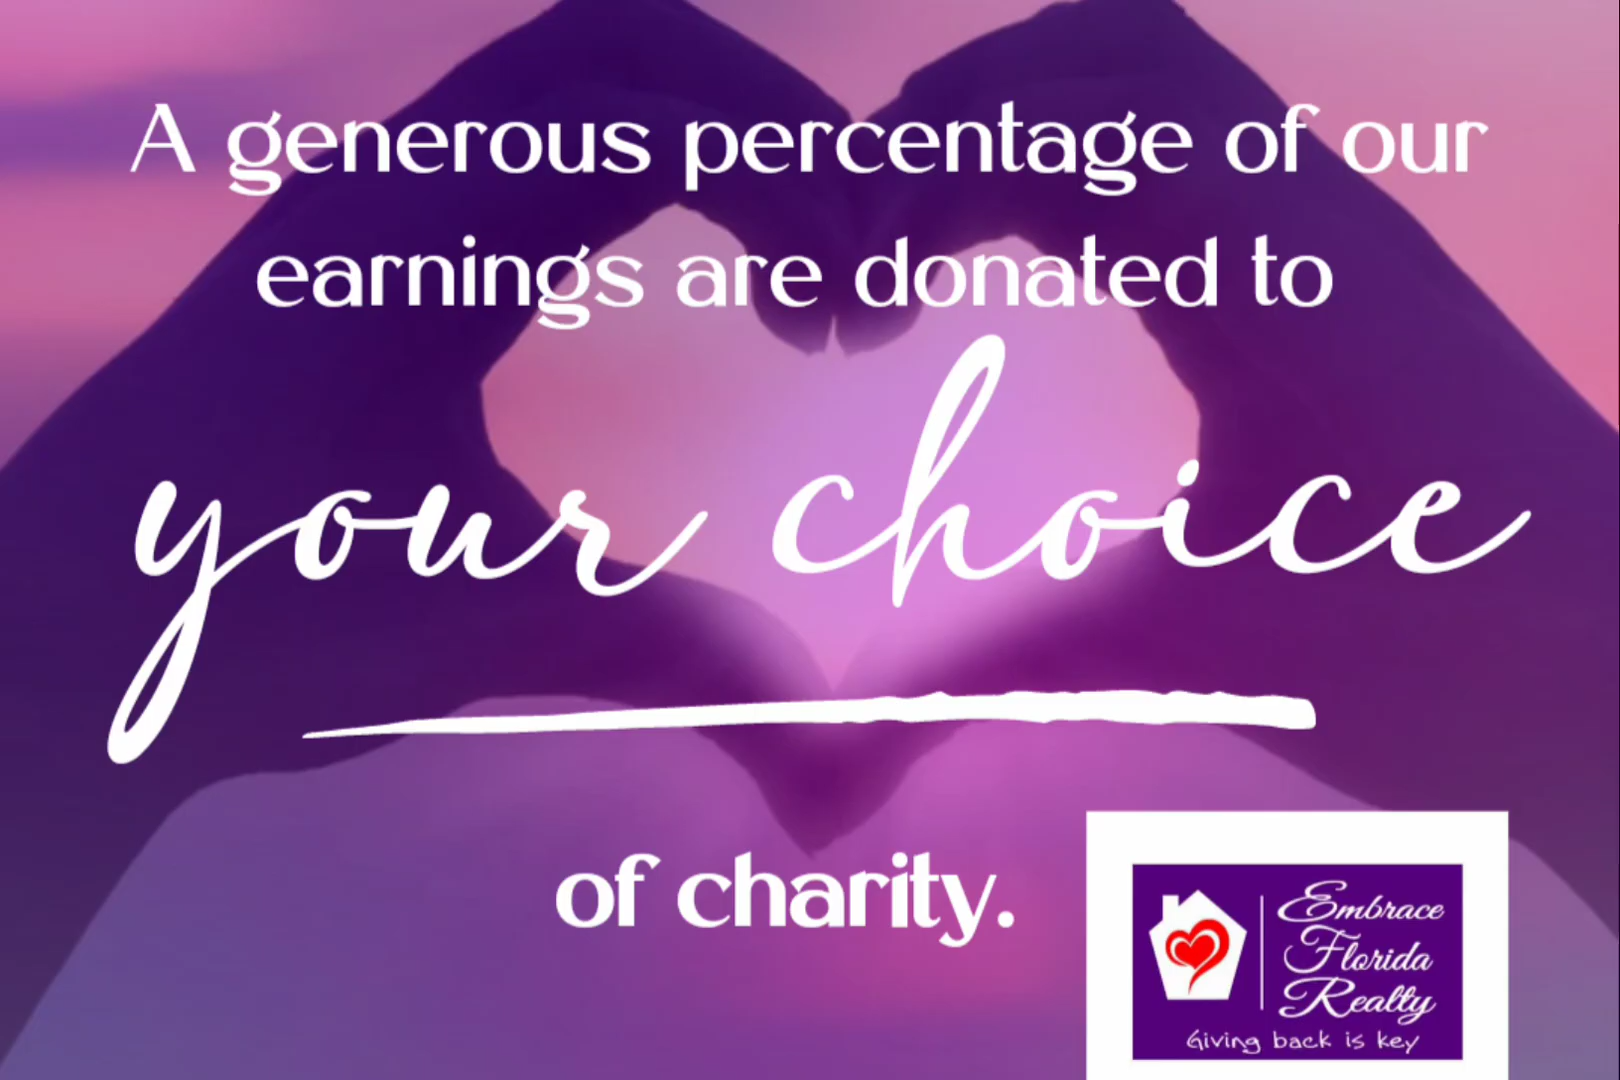 A generous percentage of our
earnings are donated to
your choice
of charity.
Embrace
Florida
Realty
Giving back is key